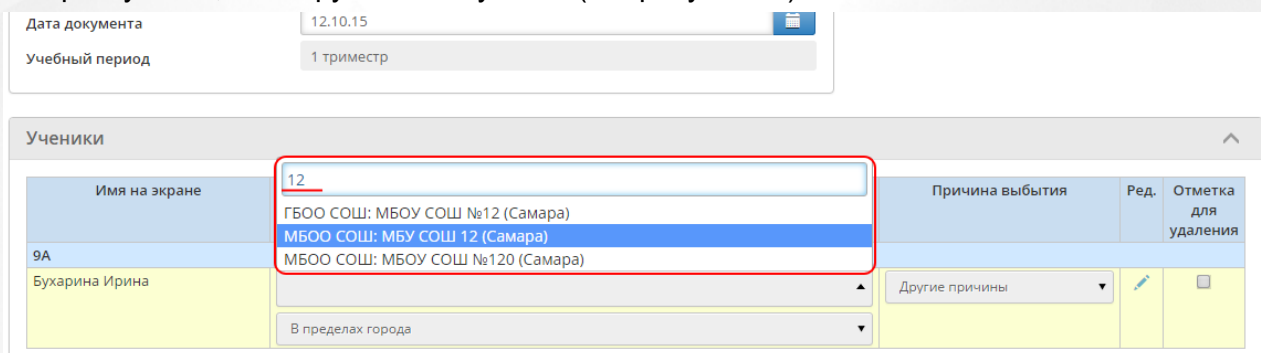 Дата документа 12.10.15
Учебный период 1 триместр
Ученики
12
Имя на экране Причина выбытия Ред. Отметка для удаления
ГБОО СОШ: МБОУ СОШ №12 (Самара)
МБОО СОШ: МБУ СОШ 12 (Самара)
МБОО СОШ: МБОУ СОШ №120 (Самара)
9А
Бухарина Ирина Другие причины
В пределах города